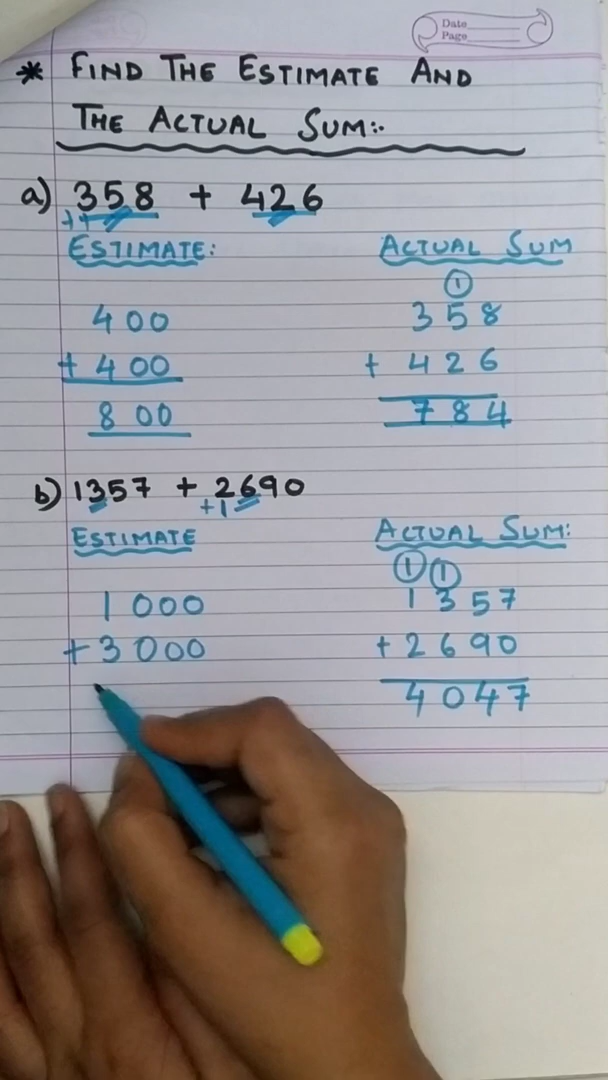 Date
Page
* FIND THE ESTIMATE AND
THE ACTUAL SUM:-
a) 358 + 426
++
ESTIMATE: ACTUAL SUM
1
400 358
+ 400 + 426
800 784
b) 1357 + 2690
+1
ESTIMATE ACTUAL SUM:
1 1
1000 1357
+3000 + 2690
4047